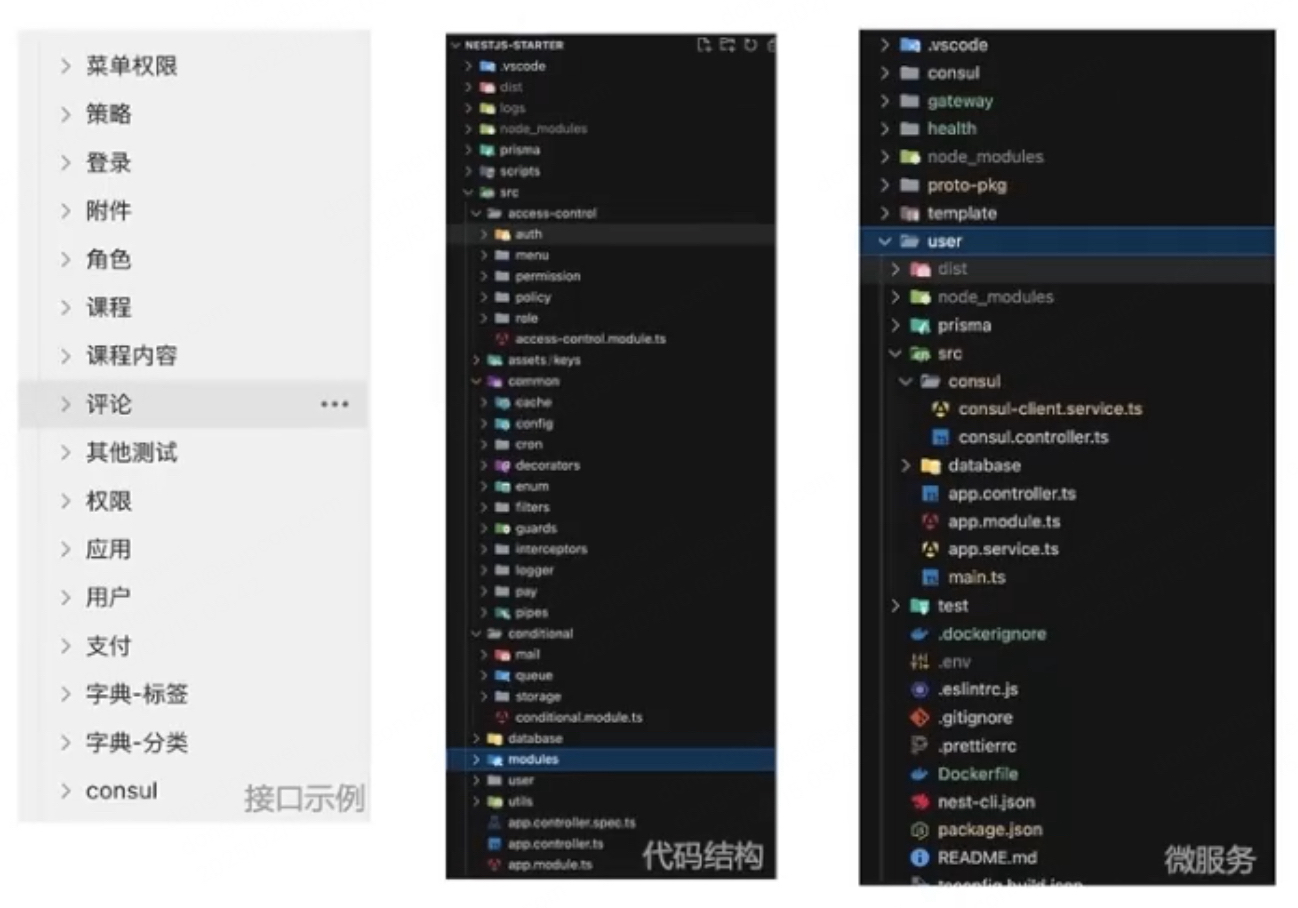 菜单权限
策略
登录
附件
角色
课程
课程内容
评论
其他测试
权限
应用
用户
支付
字典-标签
字典-分类
consul
接口示例
NESTJS-STARTER
.vscode
dist
logs
node_modules
prisma
scripts
src
access-control
auth
menu
permission
policy
role
access-control.module.ts
assets/keys
common
cache
config
cron
decorators
enum
filters
guards
interceptors
logger
pay
pipes
conditional
mail
queue
storage
conditional.module.ts
database
modules
user
utils
app.controller.spec.ts
app.controller.ts
app.module.ts
代码结构
.vscode
consul
gateway
health
node_modules
proto-pkg
template
user
dist
node_modules
prisma
src
consul
consul-client.service.ts
consul.controller.ts
database
app.controller.ts
app.module.ts
app.service.ts
main.ts
test
.dockerignore
.env
.eslintrc.js
.gitignore
.prettierrc
Dockerfile
nest-cli.json
package.json
README.md
tsconfig.build.json
微服务